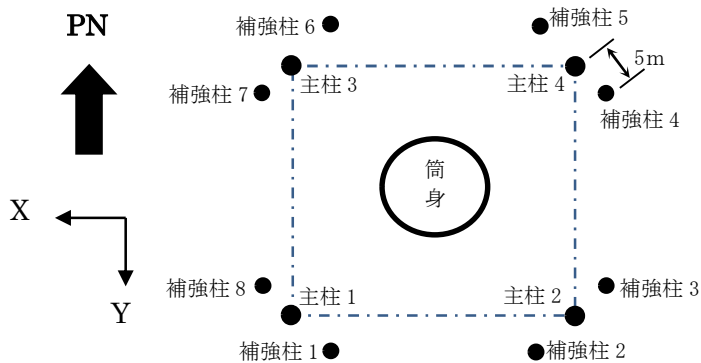 PN
補強柱 6
補強柱 5
主柱 3
主柱 4
5m
補強柱 7
補強柱 4
筒
身
X
Y
補強柱 8
主柱 1
主柱 2
補強柱 3
補強柱 1
補強柱 2